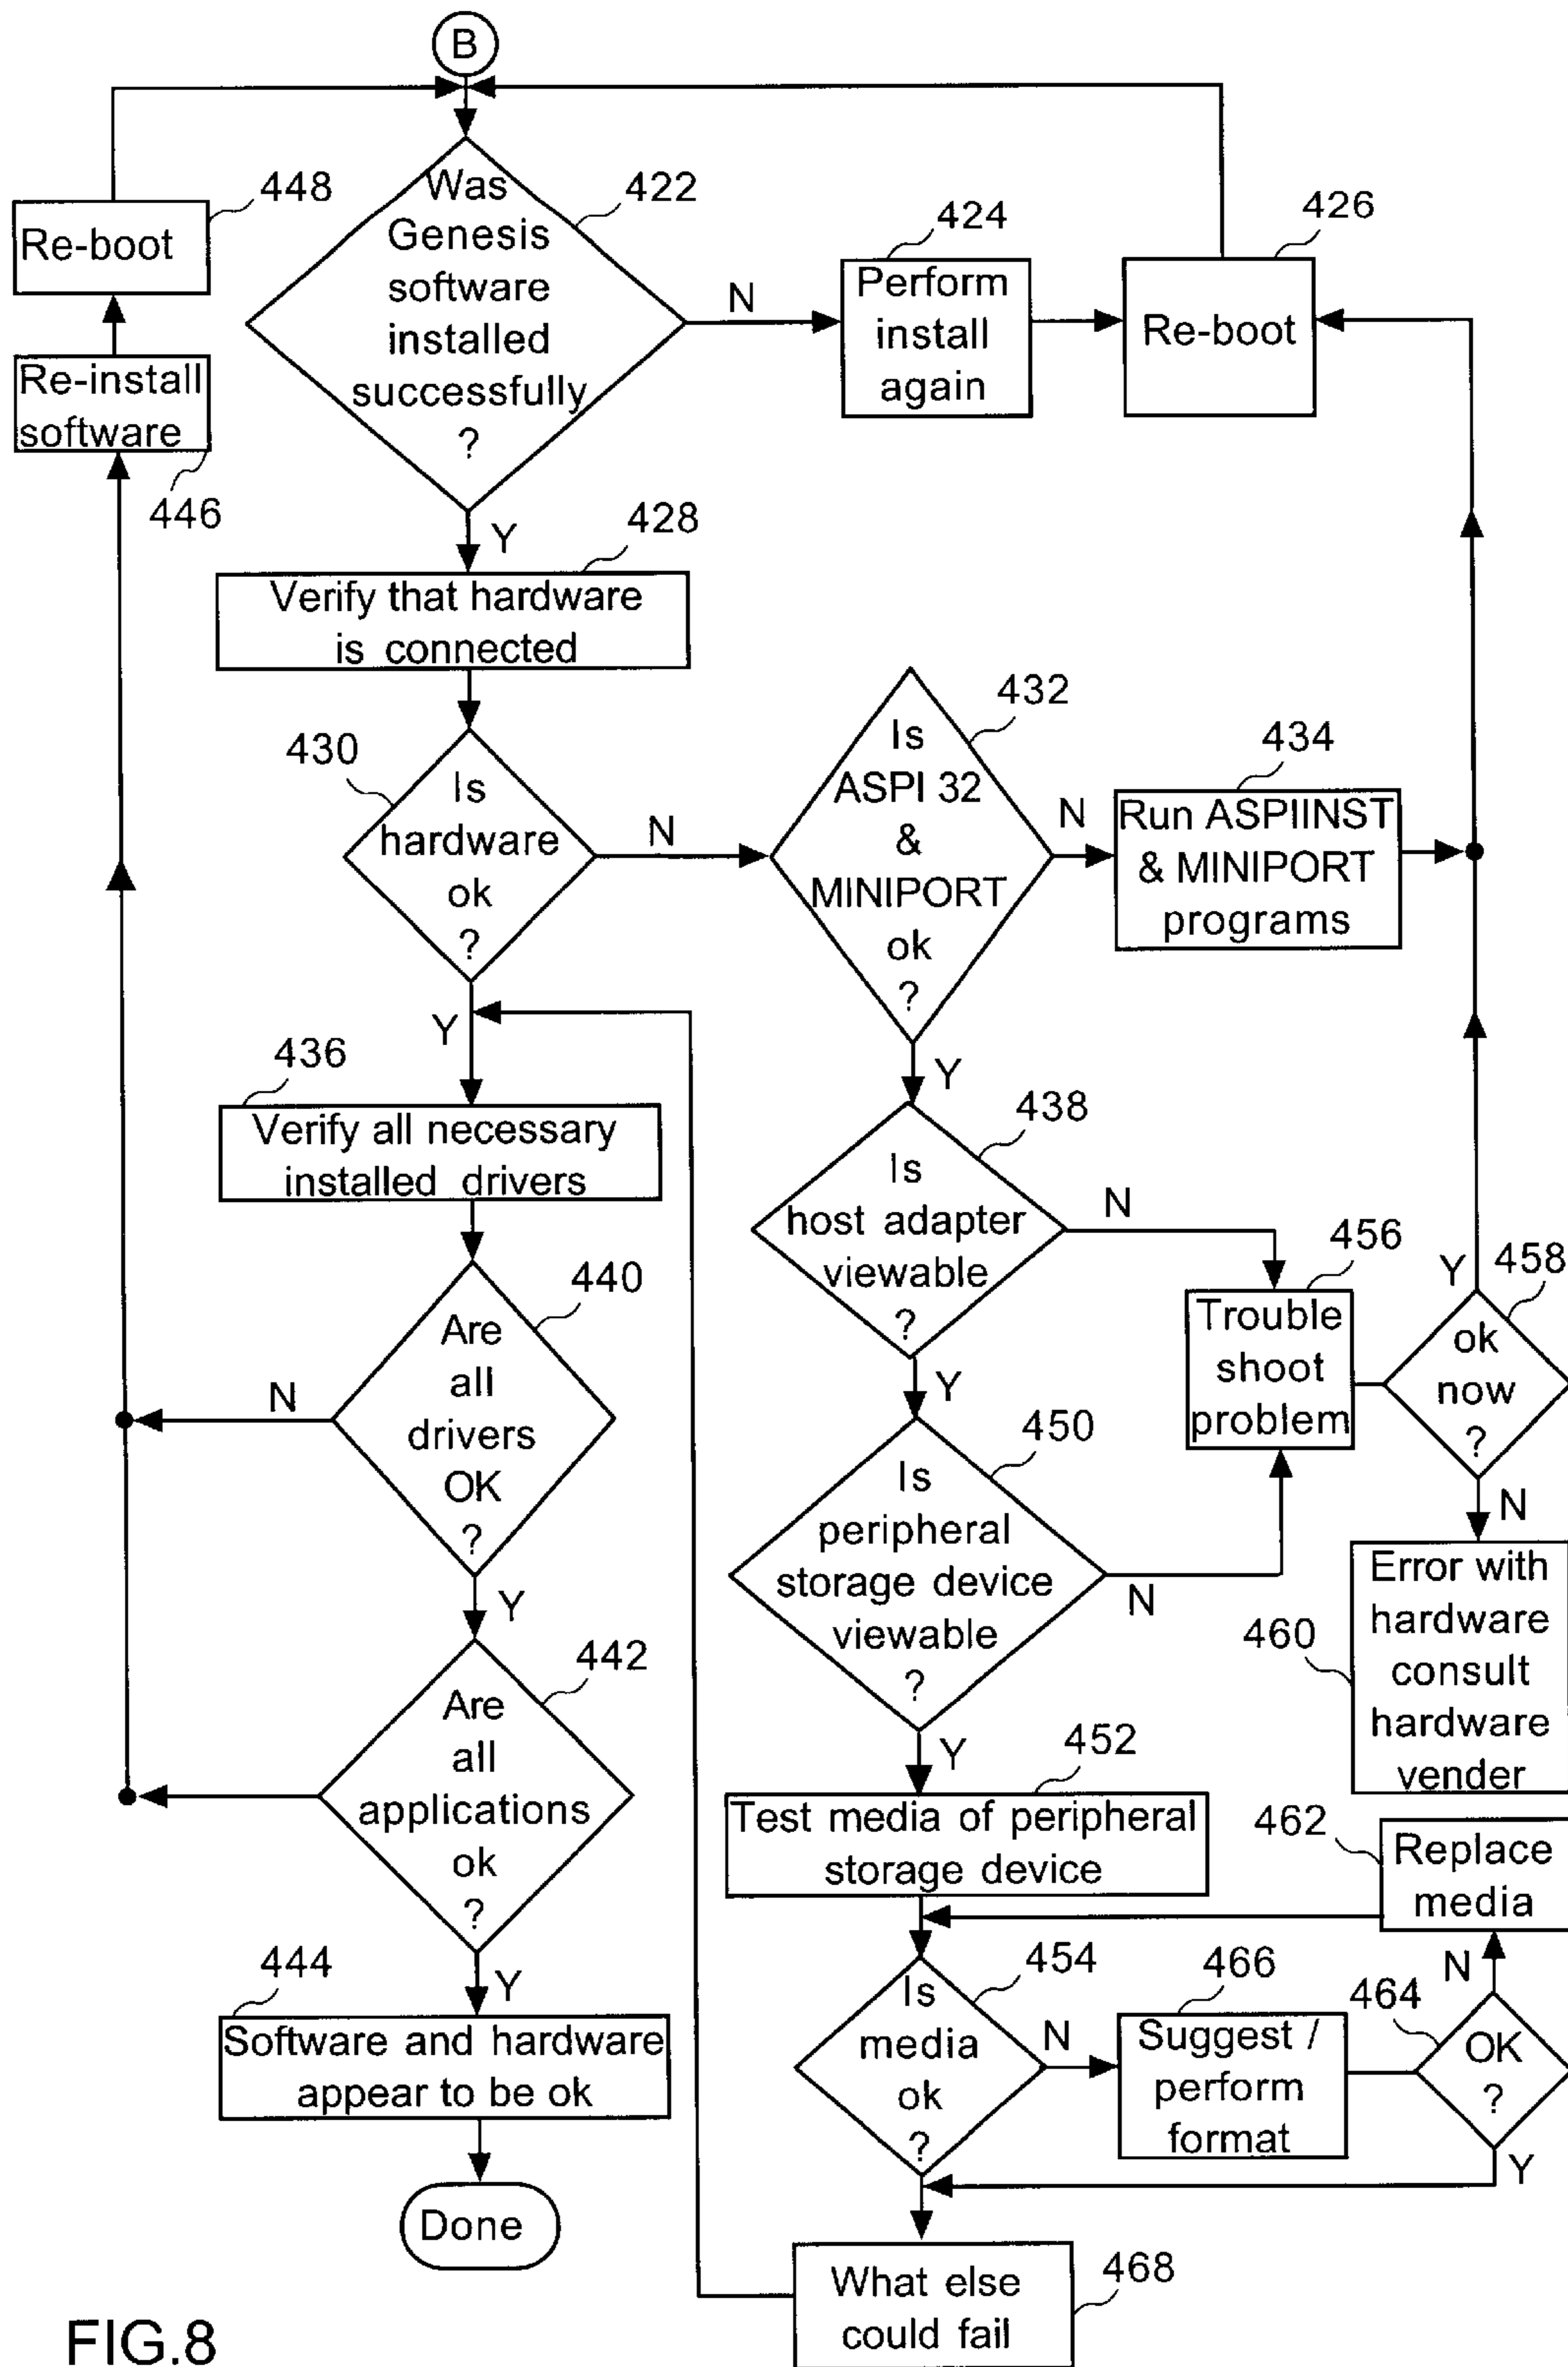 B
Was
Genesis
software
installed
successfully
?
422
N
Y
448
Re-boot
Re-install
software
446
424
Perform
install
again
426
Re-boot
428
Verify that hardware
is connected
430
Is
hardware
ok
?
N
Y
432
Is
ASPI 32
&
MINIPORT
ok
?
N
Y
434
Run ASPIINST
& MINIPORT
programs
436
Verify all necessary
installed drivers
438
Is
host adapter
viewable
?
N
Y
440
Are
all
drivers
OK
?
N
Y
456
Trouble
shoot
problem
458
Y
ok
now
?
N
450
Is
peripheral
storage device
viewable
?
N
Y
460
Error with
hardware
consult
hardware
vender
442
Are
all
applications
ok
?
Y
452
Test media of peripheral
storage device
462
Replace
media
444
Software and hardware
appear to be ok
Done
454
Is
media
ok
?
N
466
Suggest /
perform
format
464
N
OK
?
Y
468
What else
could fail
FIG.8